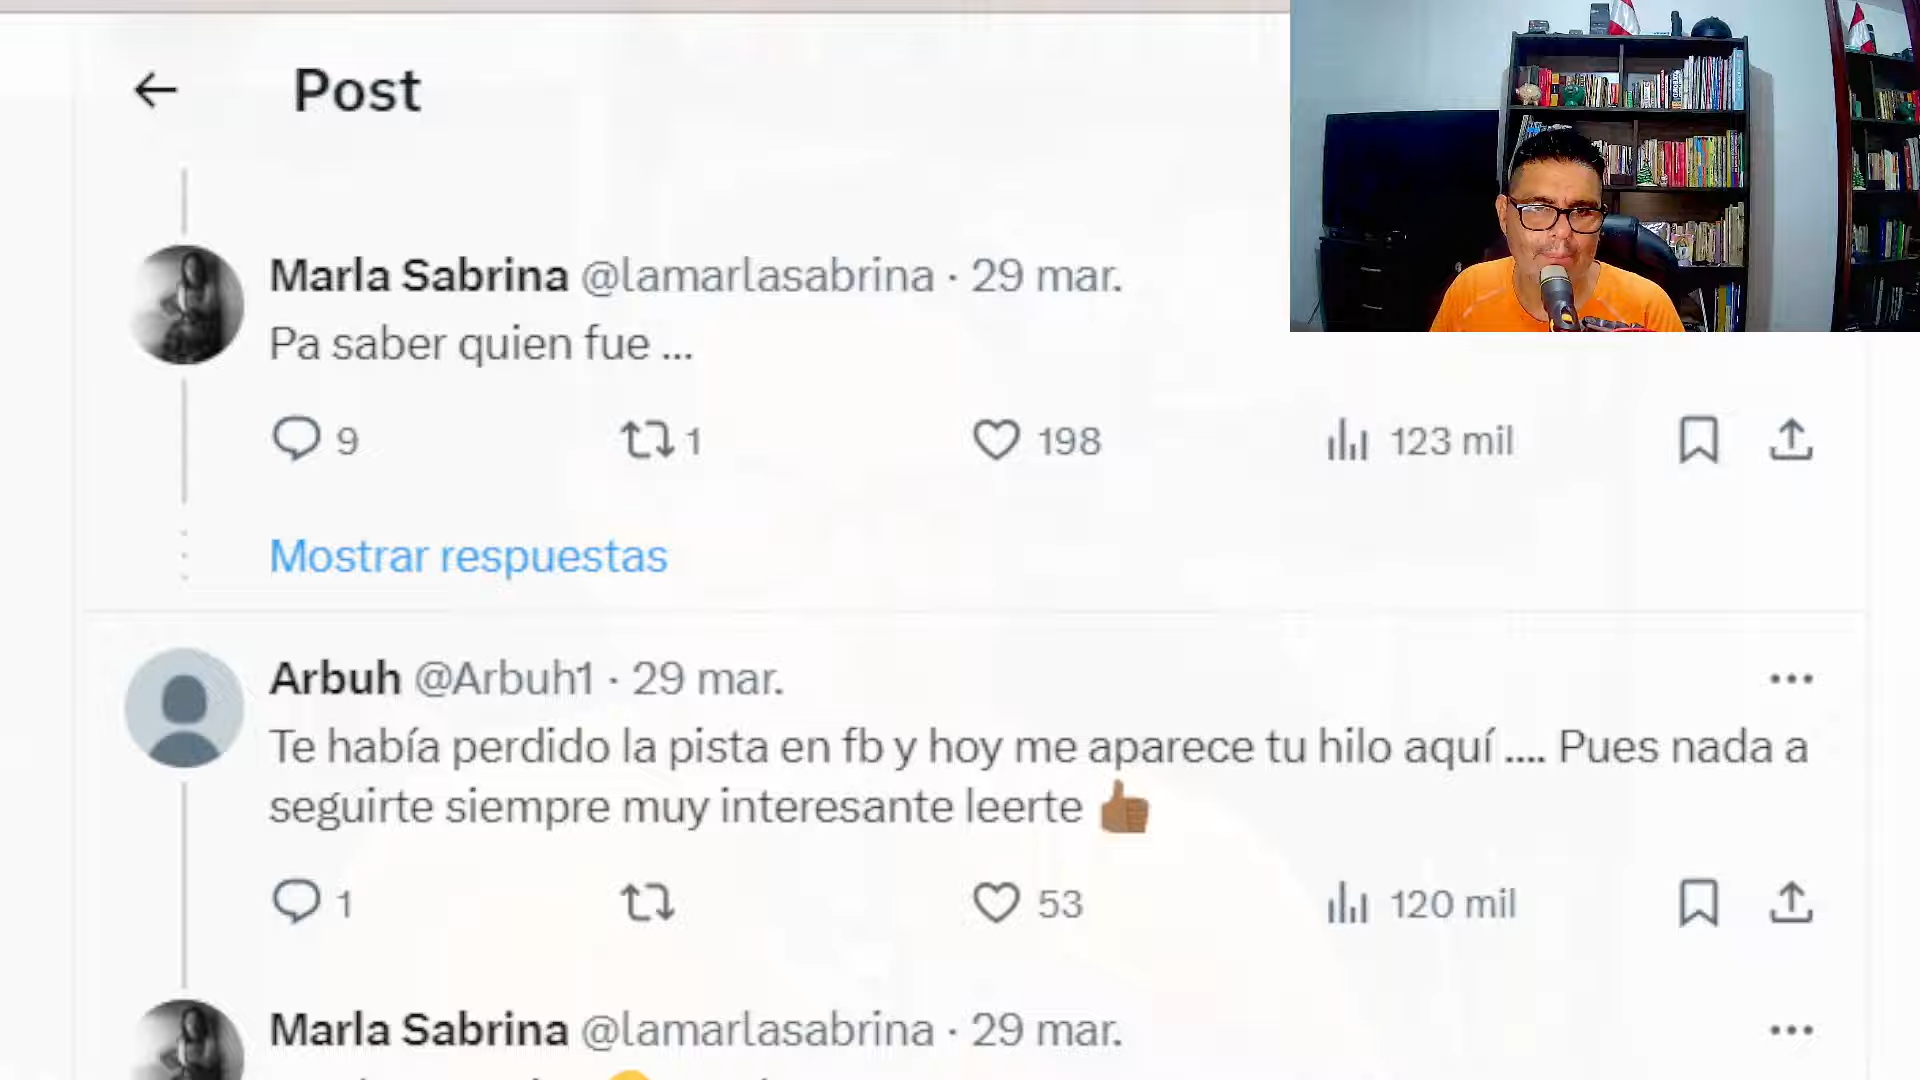 Post
Marla Sabrina @lamarlasabrina · 29 mar.
Pa saber quien fue ...
9 1 198 123 mil
Mostrar respuestas
Arbuh @Arbuh1 · 29 mar.
Te había perdido la pista en fb y hoy me aparece tu hilo aquí .... Pues nada a
seguirte siempre muy interesante leerte 👍🏾
1 53 120 mil
Marla Sabrina @lamarlasabrina · 29 mar.